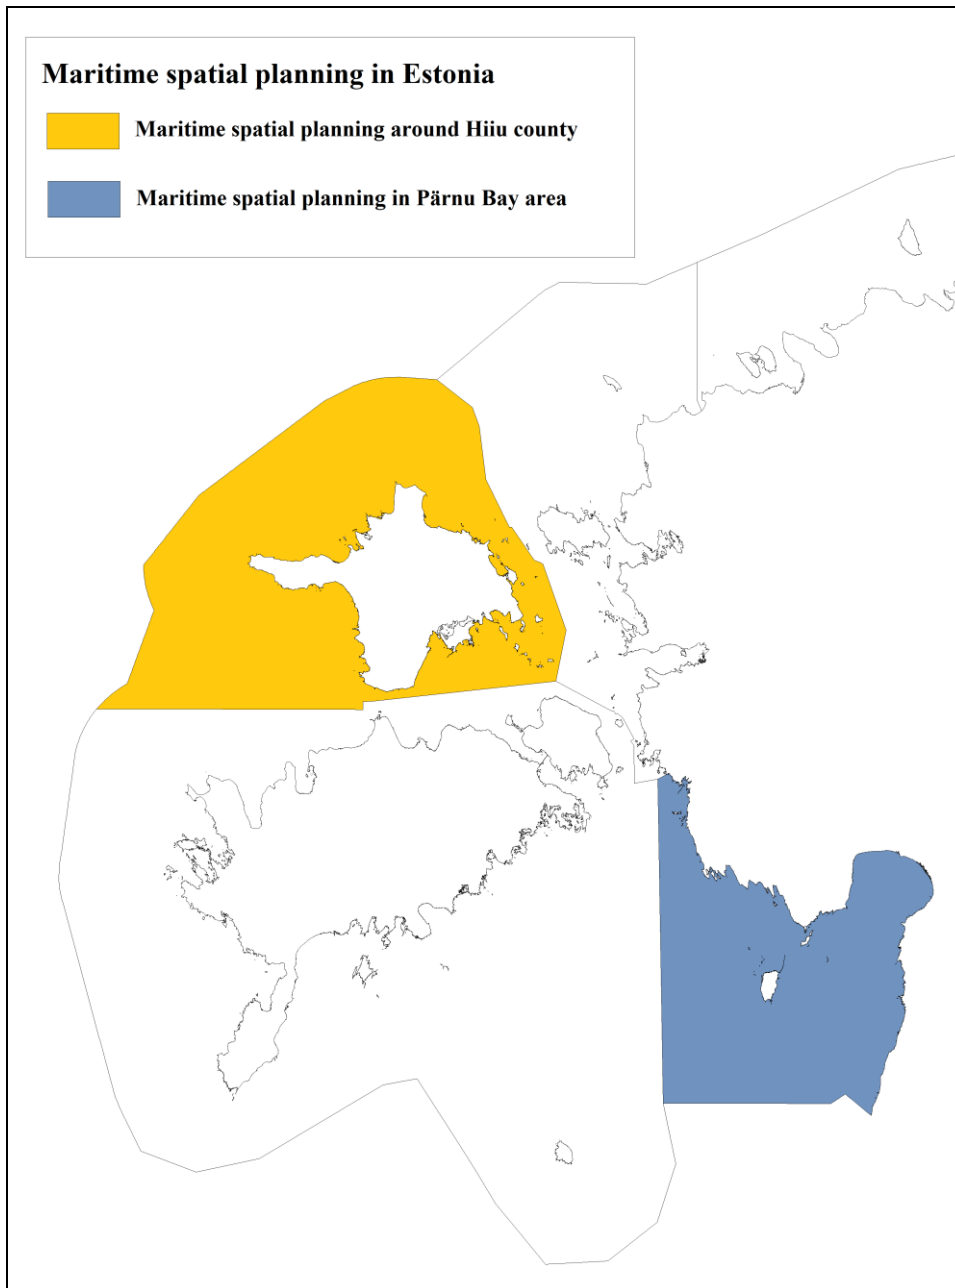 Maritime spatial planning in Estonia
Maritime spatial planning around Hiiu county
Maritime spatial planning in Pärnu Bay area